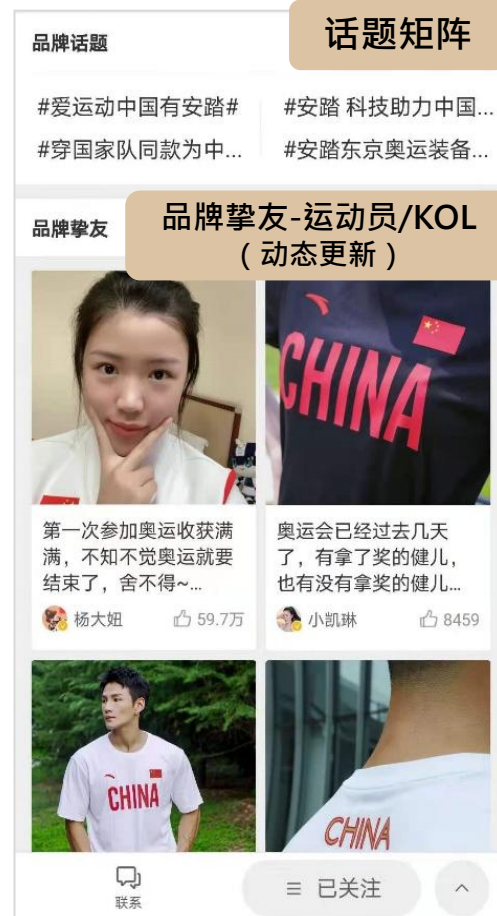 品牌话题
话题矩阵
#爱运动中国有安踏#
#安踏 科技助力中国...
#穿国家队同款为中...
#安踏东京奥运装备...
品牌挚友
品牌挚友-运动员/KOL
（动态更新）
CHINA
第一次参加奥运收获满
满，不知不觉奥运就要
结束了，舍不得~...
杨大妞
59.7万
奥运会已经过去几天
了，有拿了奖的健儿，
也有没有拿奖的健儿...
小凯琳
8459
CHINA
CHINA
联系
已关注